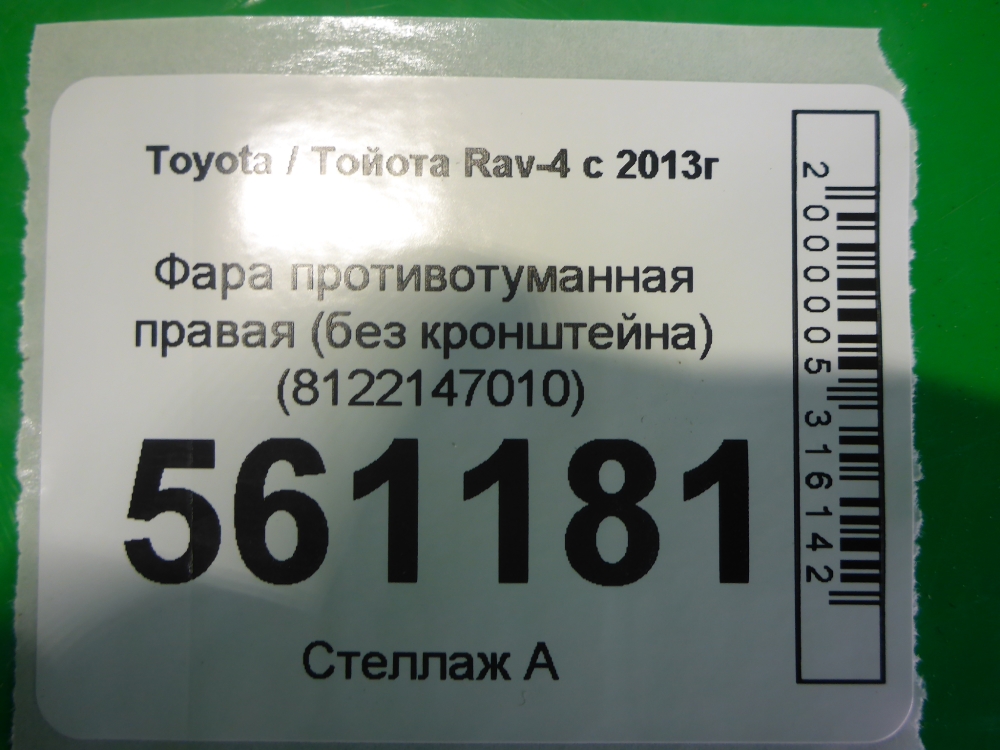 Toyota / Тойота Rav-4 с 2013г
Фара противотуманная
правая (без кронштейна)
(8122147010)
561181
Стеллаж А
2000005316142